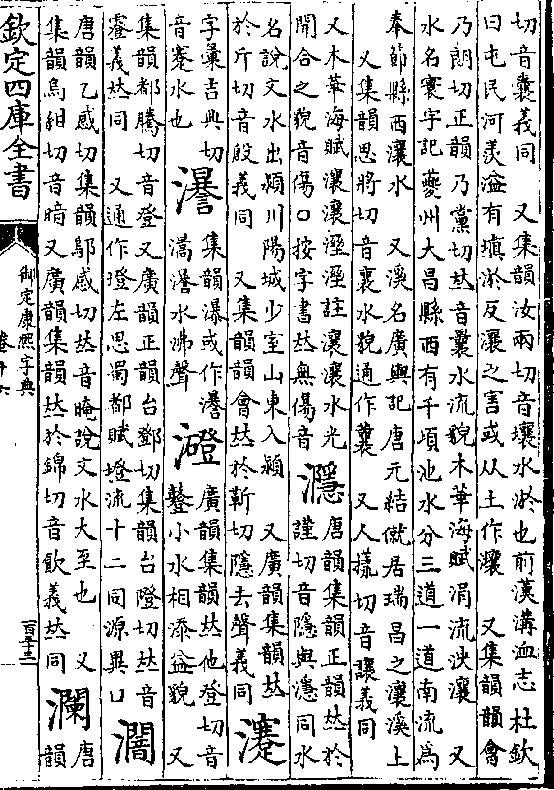 切音囊義同　又集韻汝兩切音壤水淤也前漢溝洫志杜欽
曰屯民河羡溢有塡淤反瀼之害或从土作㶞　又集韻韻會
乃朗切正韻乃黨切𠀤音曩水流貌木華海賦涓流泱瀼　又
水名寰宇記夔州大昌縣西有千頃池水分三道一道南流爲
奉節縣西瀼水　又溪名廣輿記唐元結僦居瑞昌之瀼溪上
又集韻思將切音襄水貌通作蘘　又人樣切音讓義同
又木華海賦瀼瀼溼溼註瀼瀼水光
開合之貌音傷口按字書𠀤無傷音
濦
唐韻集韻正韻𠀤於
謹切音隱與濦同水
名說文水出潁川陽城少室山東入潁　又廣韻集韻𠀤
於斤切音殷義同　又集韻韻會𠀤於靳切隱去聲義同
㶂
字彙吉典切
音蹇水也
灂
集韻瀑或作灂
滈灂水沸聲
㶖
廣韻集韻𠀤他登切音
鼟小水相添益貌　又
集韻都騰切音登又廣韻正韻台鄧切集韻台隥切𠀤音
霯義𠀤同　又通作墱左思蜀都賦墱流十二同源異口
濶
唐韻乙感切集韻鄔感切𠀤音晻說文水大至也　又
集韻烏紺切音暗又廣韻集韻𠀤於錦切音飮義𠀤同
瀾
唐
韻
欽定四庫全書
御定康熙字典
卷十六
百五十三